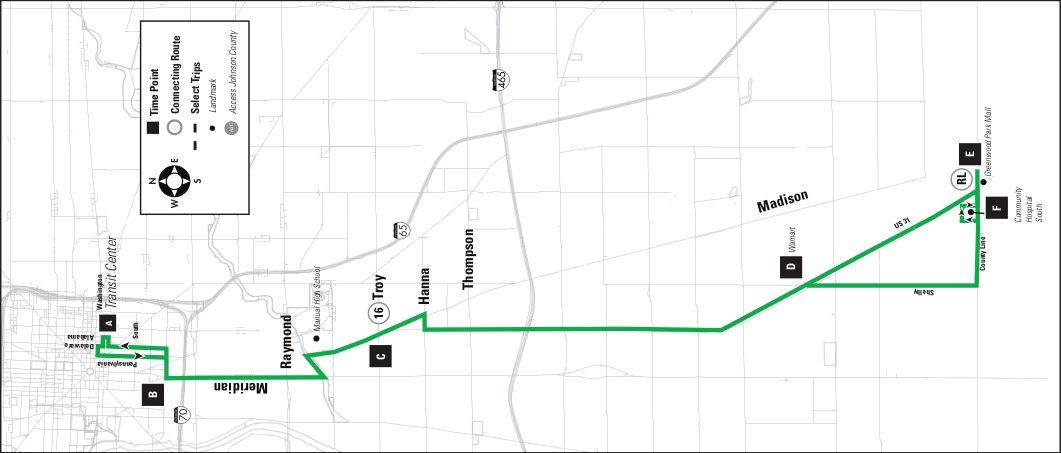 Time Point
Connecting Route
Select Trips
Landmark
Access Johnson County
N
E
S
W
465
65
70
Washington
Transit Center
A
Alabama
Delaware
Pennsylvania
South
B
Meridian
Raymond
Manual High School
C
16
Troy
Hanna
Thompson
Madison
D
Walmart
US 31
Shelby
County Line
RL
E
Greenwood Park Mall
F
Community
Hospital
South